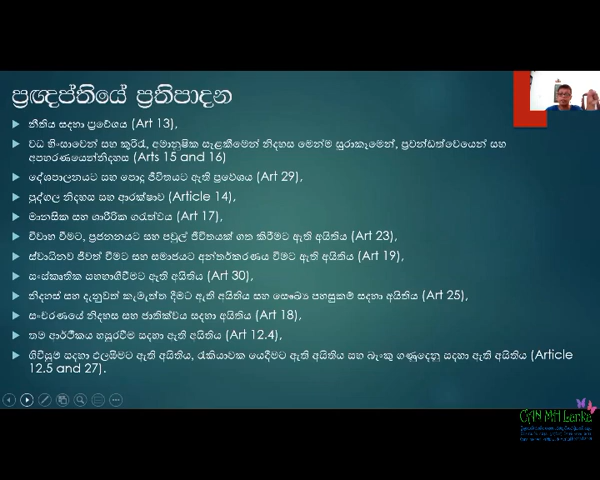 ප්‍රඥප්තියේ ප්‍රතිපාදන
නීතිය සඳහා ප්‍රවේශය (Art 13),
වධ හිංසාවෙන් සහ කුරිරු, අමානුෂික සැළකීමෙන් නිදහස මෙන්ම සුරාකෑමෙන්, ප්‍රචන්ඩත්වයෙන් සහ
අපහරණයෙන්නිදහස (Arts 15 and 16)
දේශපාලනයට සහ පොදු ජීවිතයට ඇති ප්‍රවේශය (Art 29),
පුද්ගල නිදහස සහ ආරක්ෂාව (Article 14),
මානසික සහ ශාරීරික ගරුත්වය (Art 17),
විවාහ වීමට, ප්‍රජනනයට සහ පවුල් ජීවිතයක් ගත කිරීමට ඇති අයිතිය (Art 23),
ස්වාධීනව ජීවත් වීමට සහ සමාජයට අන්තර්කරණය වීමට ඇති අයිතිය (Art 19),
සංස්කෘතික සහභාගීවීමට ඇති අයිතිය (Art 30),
නිදහස් සහ දැනුවත් කැමැත්ත දීමට ඇති අයිතිය සහ සෞඛ්‍ය පහසුකම් සඳහා අයිතිය (Art 25),
සංචරණයේ නිදහස සහ ජාතිකත්වය සඳහා අයිතිය (Art 18),
තම ආර්ථිකය හසුරවීම සඳහා ඇති අයිතිය (Art 12.4),
ගිවිසුම් සඳහා එලඹීමට ඇති අයිතිය, රැකියාවක යෙදීමට ඇති අයිතිය සහ බැංකු ගණුදෙනු සඳහා ඇති අයිතිය (Article
12.5 and 27).
CAN MH Lanka